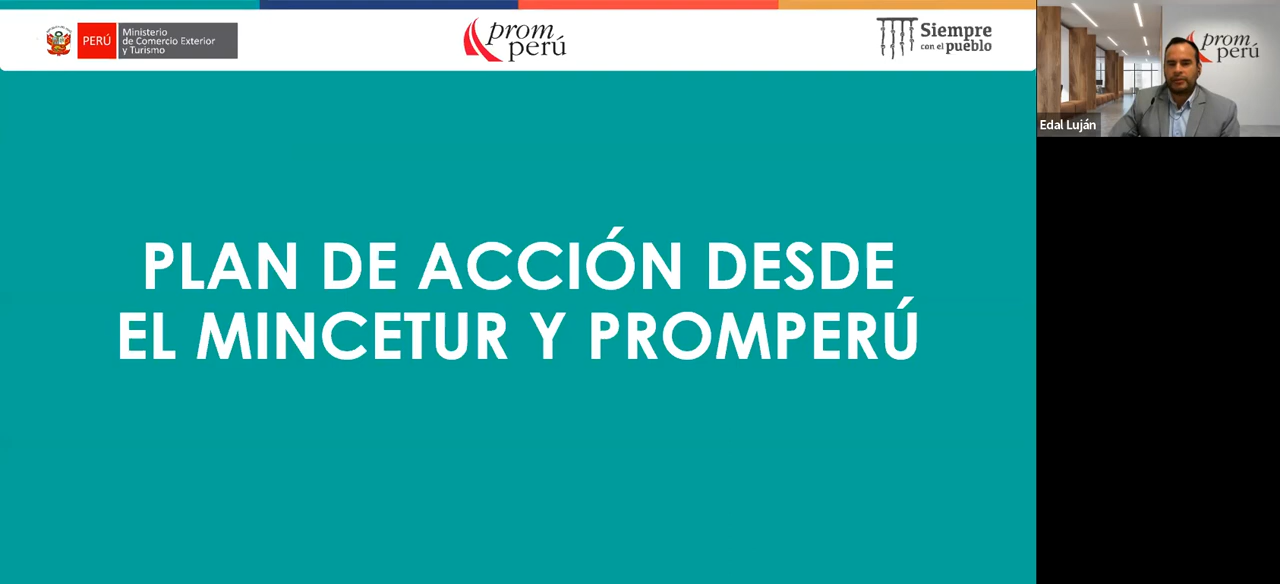 PERÚ
Ministerio
de Comercio Exterior
y Turismo
prom
perú
Siempre
con el pueblo
prom
perú
Edal Luján
PLAN DE ACCIÓN DESDE
EL MINCETUR Y PROMPERÚ